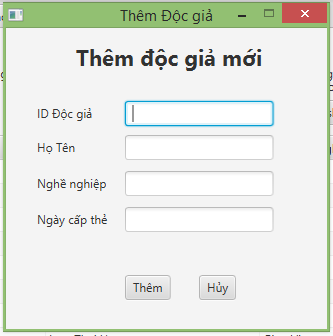 Thêm Độc giả
Thêm độc giả mới
ID Độc giả
Họ Tên
Nghề nghiệp
Ngày cấp thẻ
Thêm Hủy